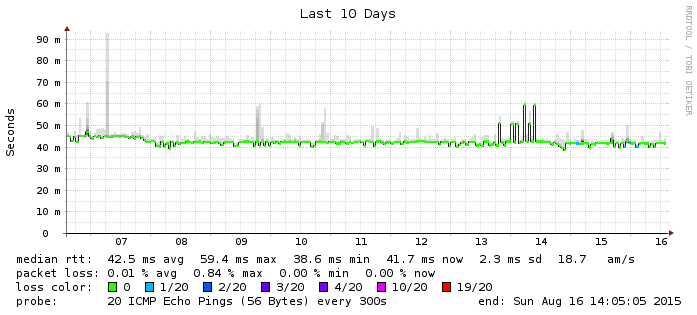 Last 10 Days
RRDTOOL / TOBI OETIKER
Seconds
90 m
80 m
70 m
60 m
50 m
40 m
30 m
20 m
10 m
0
07 08 09 10 11 12 13 14 15 16
median rtt: 42.5 ms avg 59.4 ms max 38.6 ms min 41.7 ms now 2.3 ms sd 18.7 am/s
packet loss: 0.01 % avg 0.84 % max 0.00 % min 0.00 % now
loss color: 0 1/20 2/20 3/20 4/20 10/20 19/20
probe: 20 ICMP Echo Pings (56 Bytes) every 300s end: Sun Aug 16 14:05:05 2015